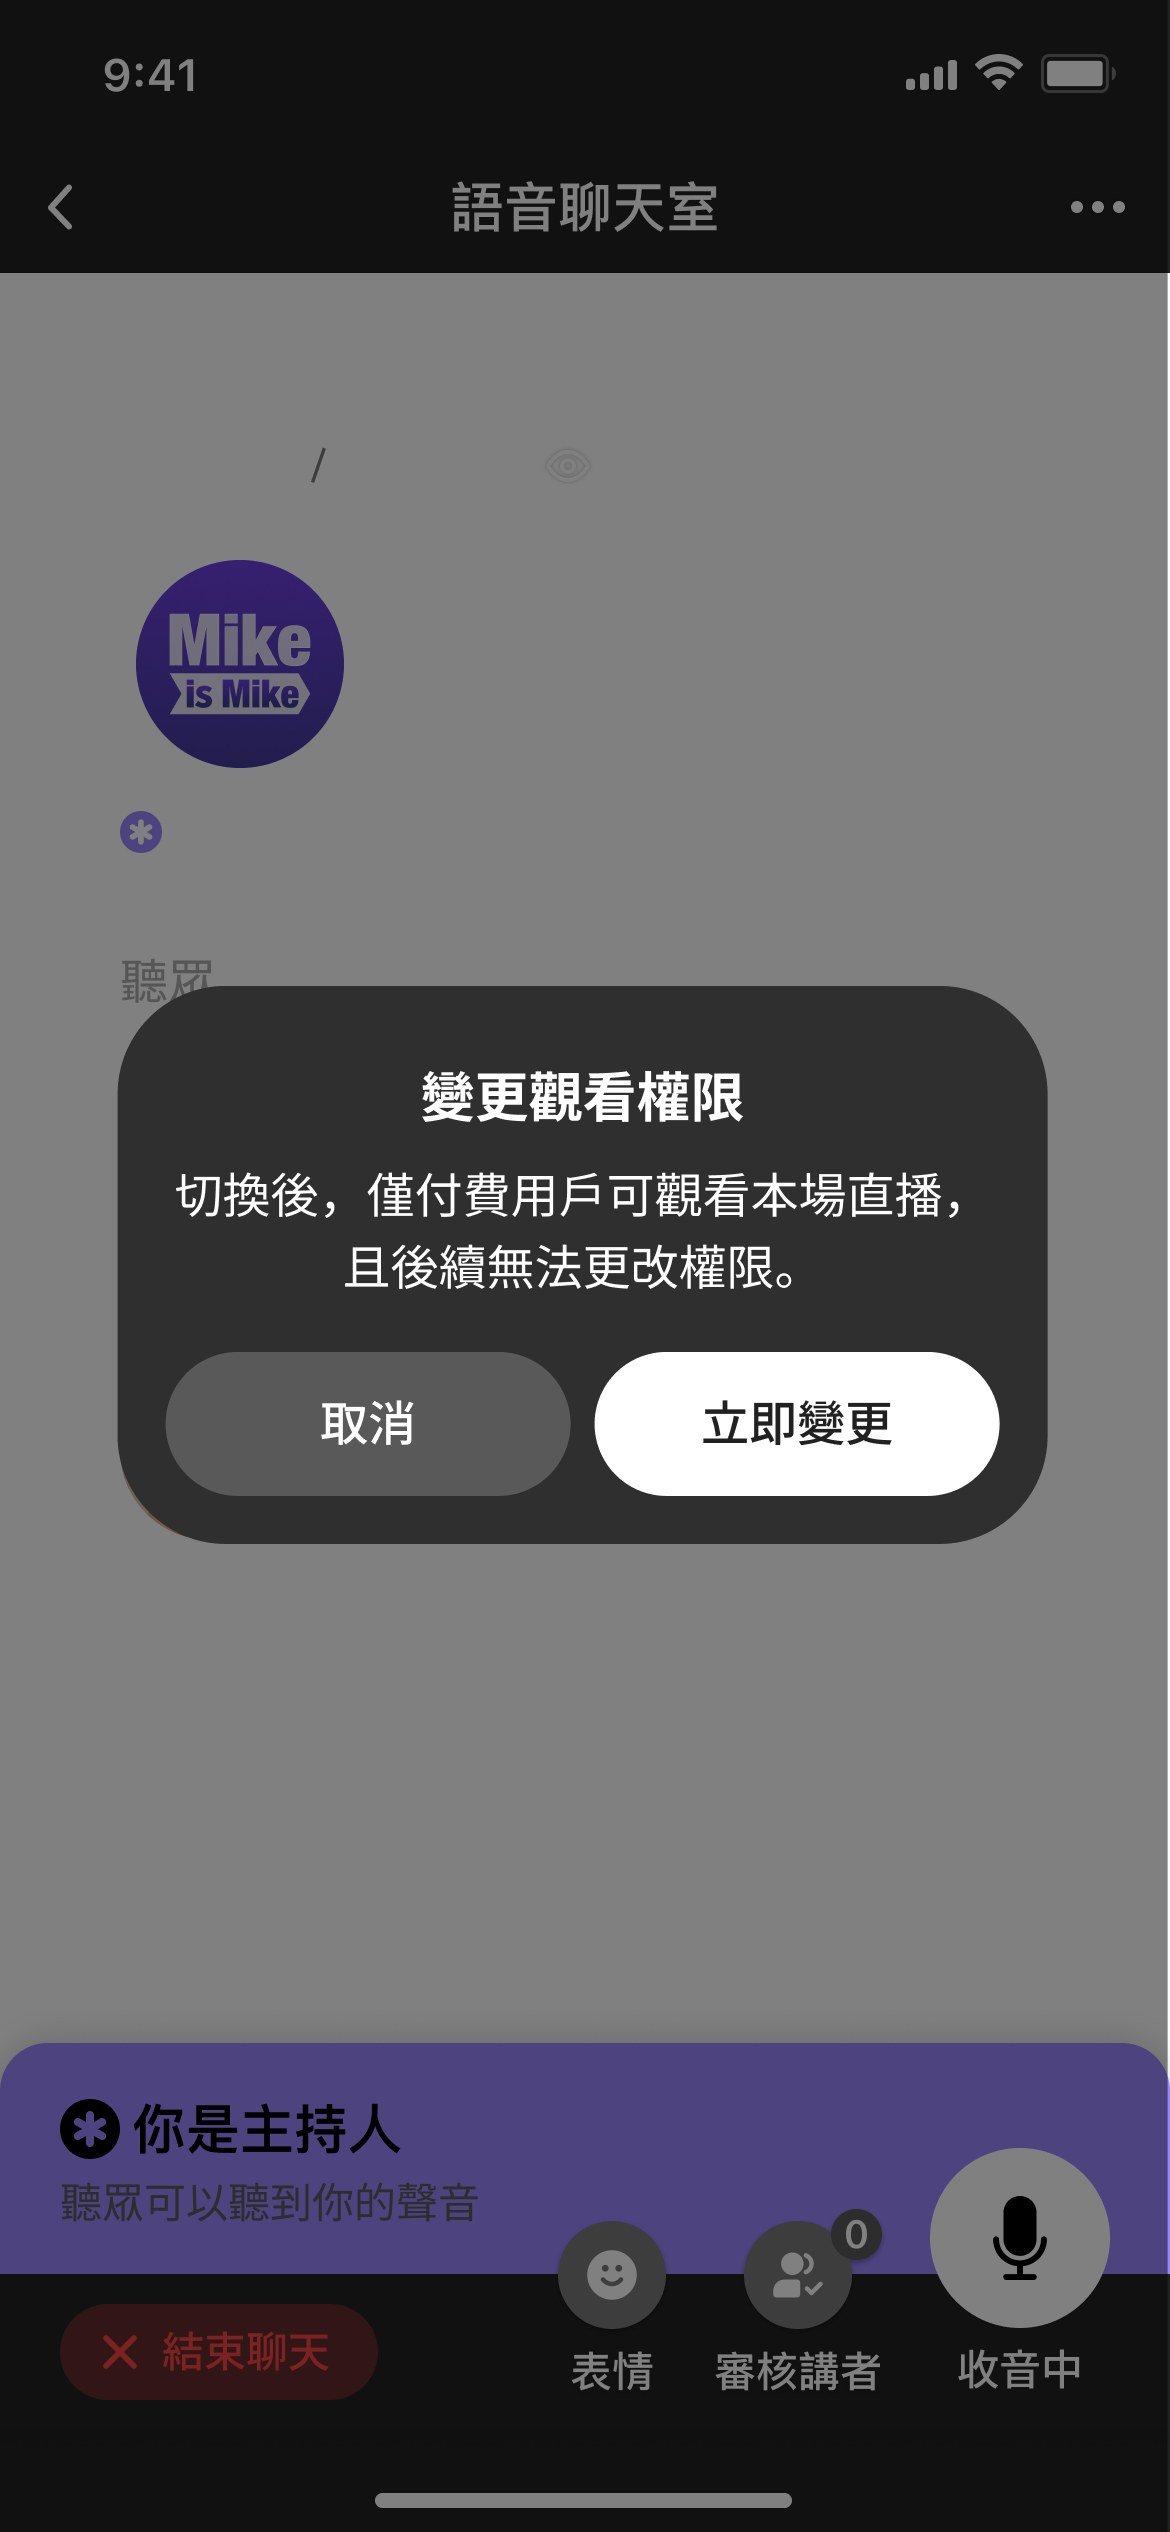 9:41
語音聊天室
/
Mike
is Mike
聽眾
變更觀看權限
切換後，僅付費用戶可觀看本場直播，
且後續無法更改權限。
取消
立即變更
你是主持人
聽眾可以聽到你的聲音
0
結束聊天
表情
審核講者
收音中